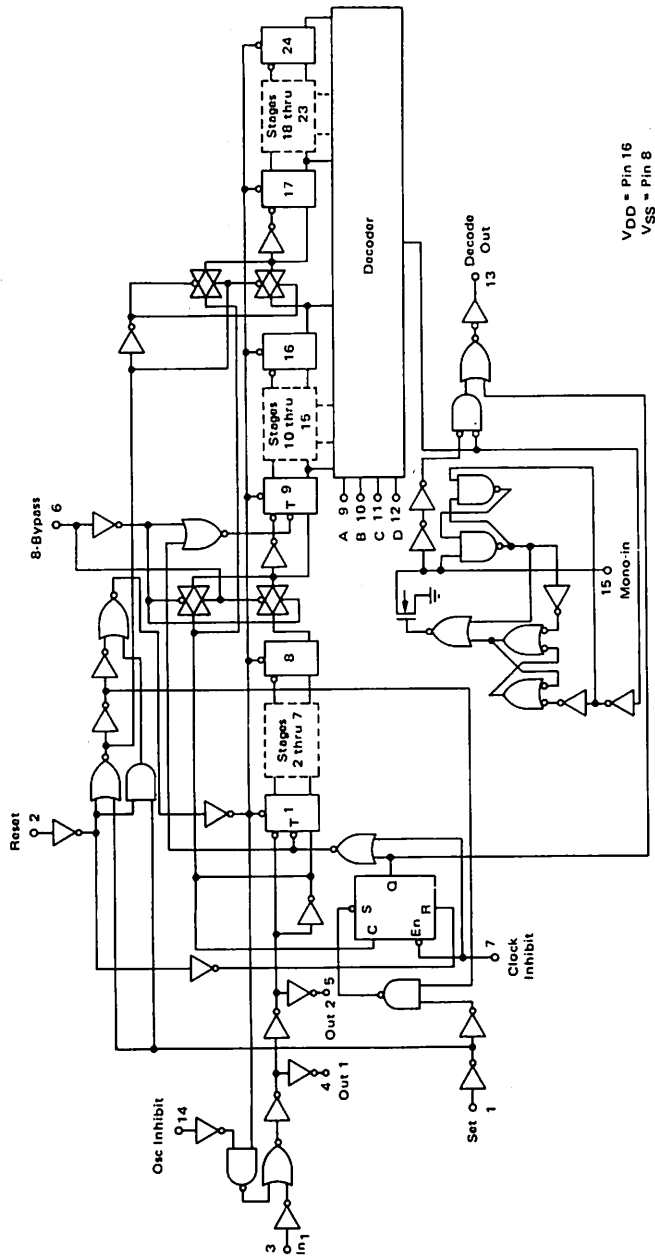 8-Bypass
6
Reset
2
Osc Inhibit
14
3
In1
4
Out 1
Out 2 5
T 1
Stages
2 thru 7
8
T 9
Stages
10 thru
15
16
17
Stages
18 thru
23
24
Decoder
A 9
B 10
C 11
D 12
C
S
En
R
Q
7
Clock
Inhibit
Set
1
15
Mono-in
Decode
Out
13
VDD = Pin 16
VSS = Pin 8